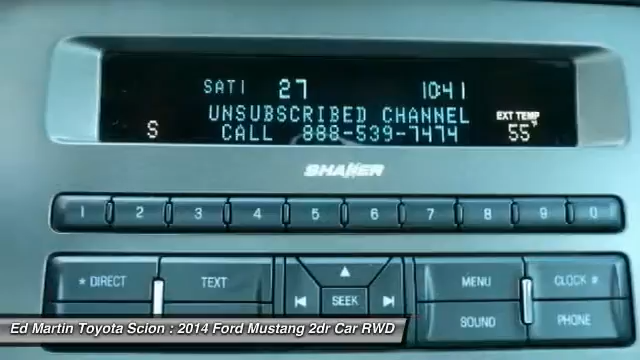 SAT1 27 10:41
UNSUBSCRIBED CHANNEL
EXT TEMP
S CALL 888-539-7474 55°F
SHAKER
1 2 3 4 5 6 7 8 9 0
* DIRECT TEXT MENU CLOCK #
SEEK
SOUND PHONE
Ed Martin Toyota Scion : 2014 Ford Mustang 2dr Car RWD